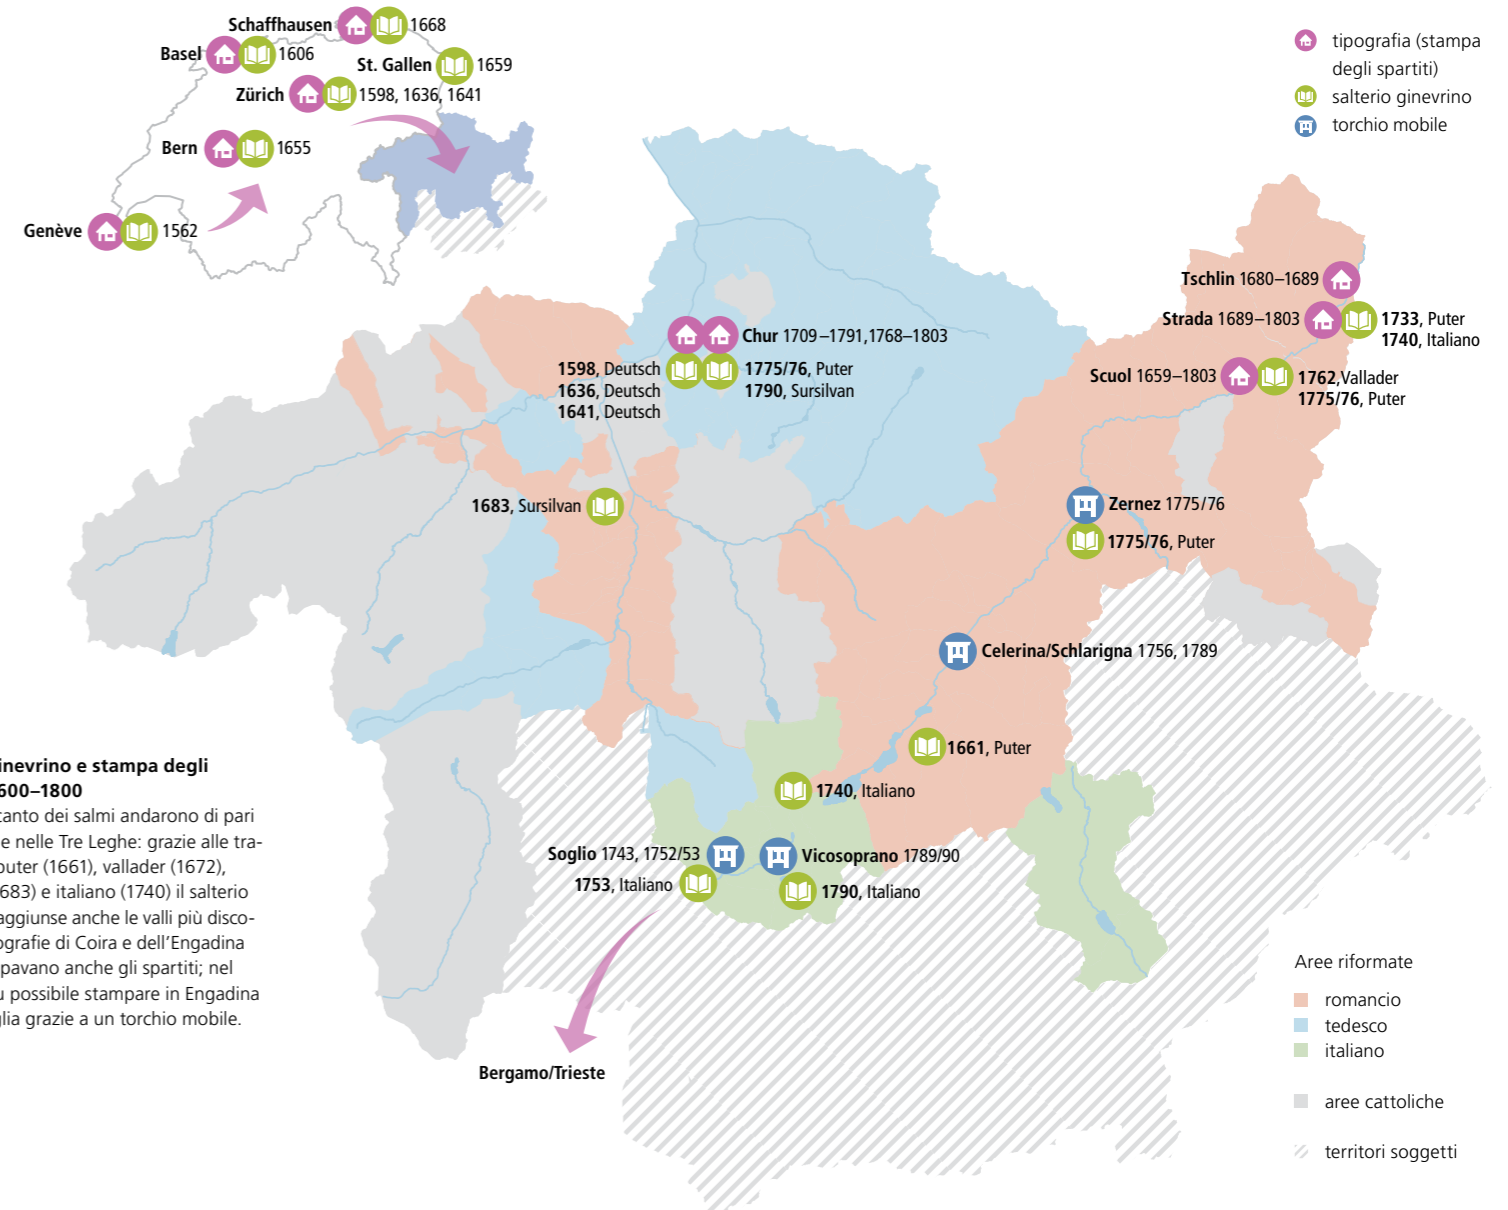 Schaffhausen 1668
Basel 1606
St. Gallen 1659
Zürich 1598, 1636, 1641
Bern 1655
Genève 1562
tipografia (stampa
degli spartiti)
salterio ginevrino
torchio mobile
Tschlin 1680–1689
Strada 1689–1803
1733, Puter
1740, Italiano
Scuol 1659–1803
1762,Vallader
1775/76, Puter
Chur 1709–1791,1768–1803
1598, Deutsch
1636, Deutsch
1641, Deutsch
1775/76, Puter
1790, Sursilvan
1683, Sursilvan
Zernez 1775/76
1775/76, Puter
Celerina/Schlarigna 1756, 1789
1661, Puter
1740, Italiano
Soglio 1743, 1752/53
1753, Italiano
Vicosoprano 1789/90
1790, Italiano
Bergamo/Trieste
inevrino e stampa degli
600–1800
canto dei salmi andarono di pari
e nelle Tre Leghe: grazie alle tra-
puter (1661), vallader (1672),
683) e italiano (1740) il salterio
aggiunse anche le valli più disco-
ografie di Coira e dell'Engadina
pavano anche gli spartiti; nel
u possibile stampare in Engadina
glia grazie a un torchio mobile.
Aree riformate
romancio
tedesco
italiano
aree cattoliche
territori soggetti